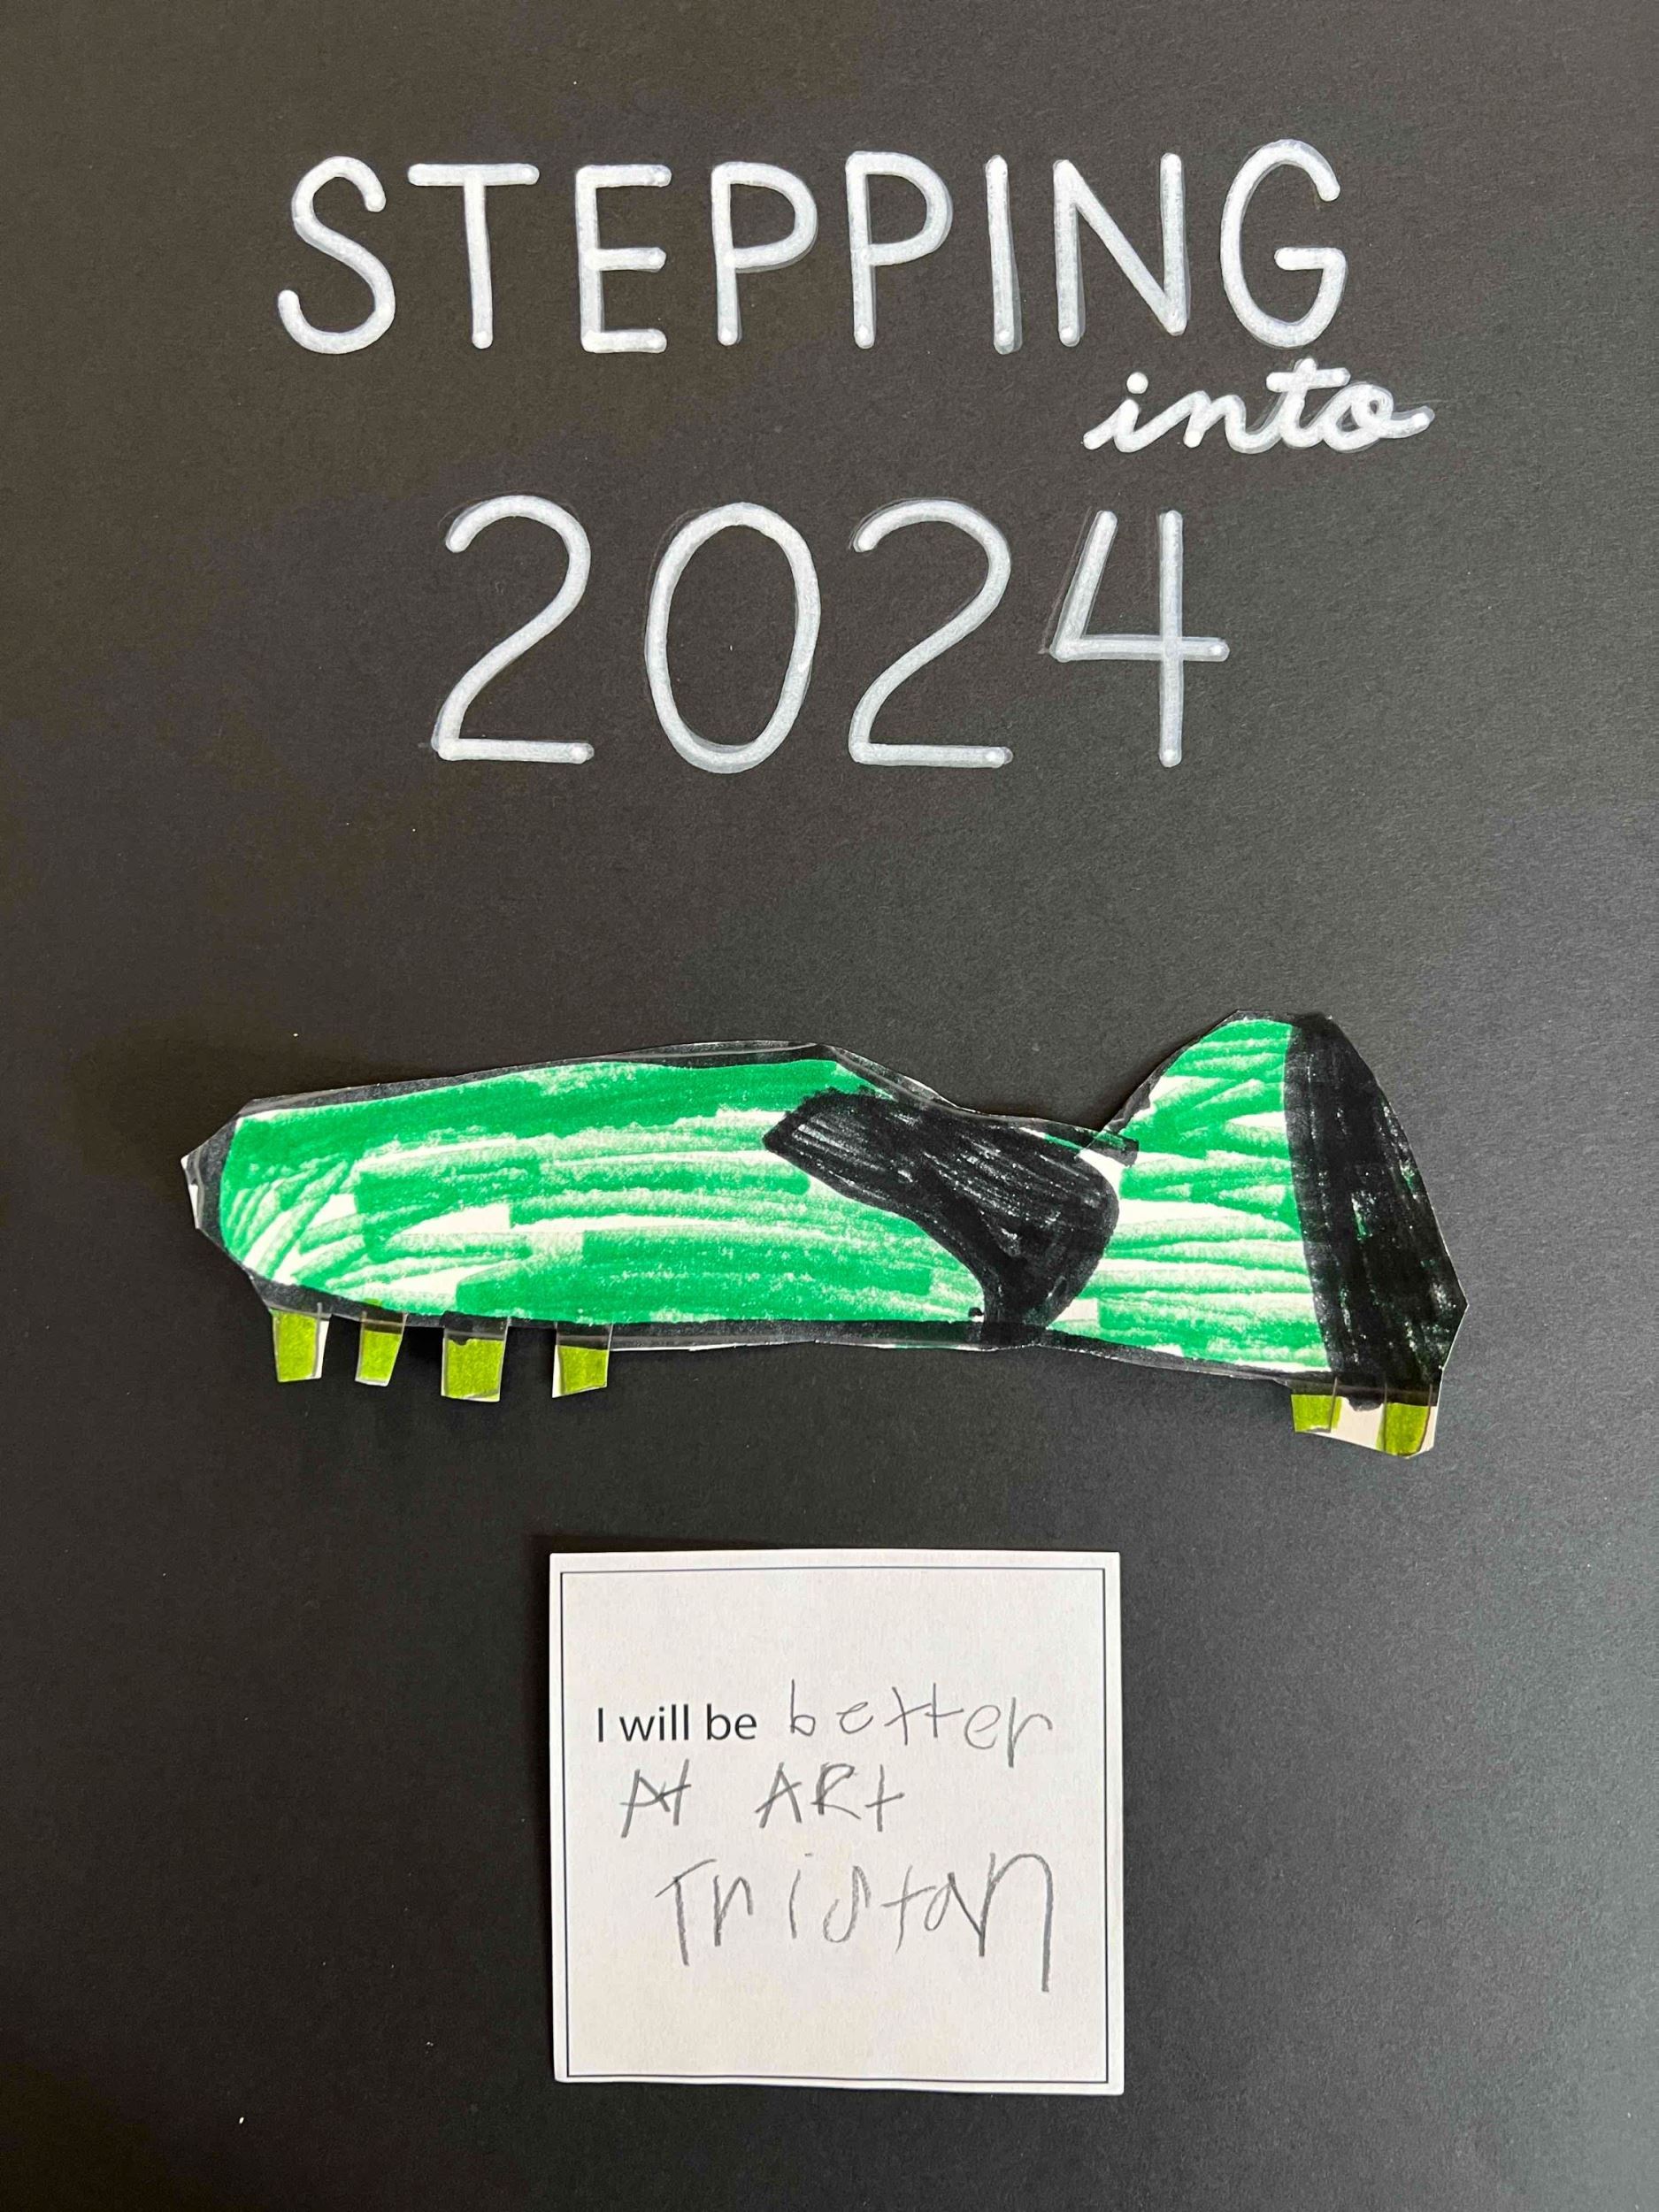 STEPPING
into
2024
I will be better
At ARt
Tristan